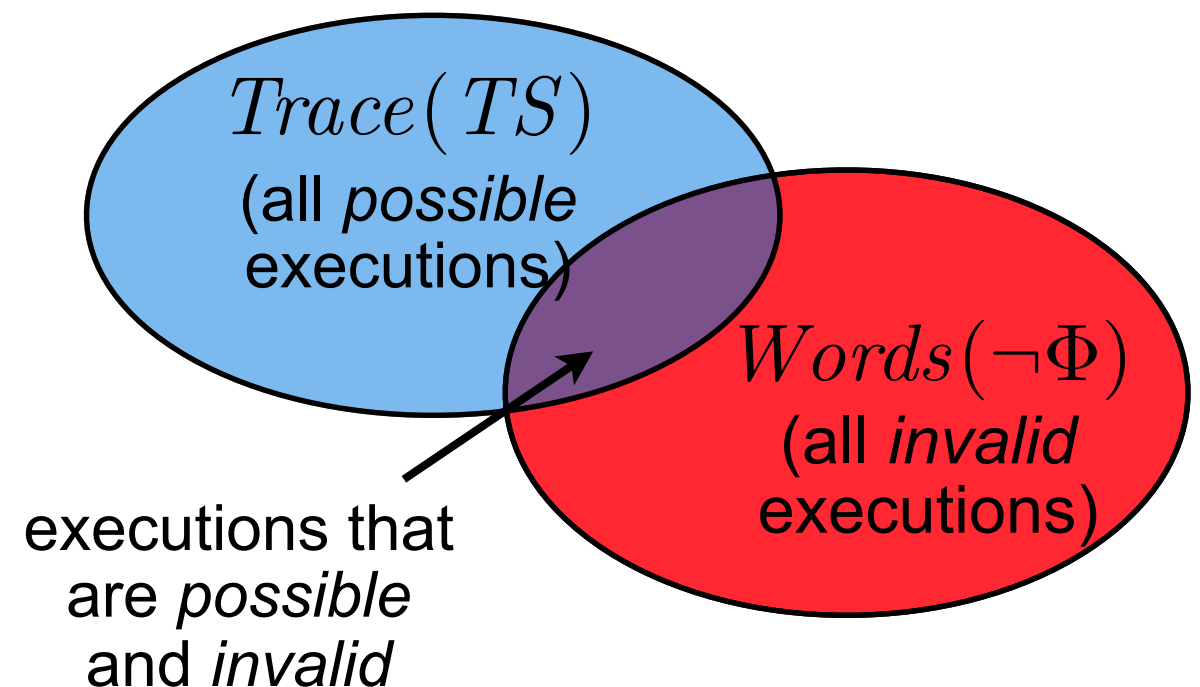 Trace(TS)
(all possible
executions)
Words(¬Φ)
(all invalid
executions)
executions that
are possible
and invalid